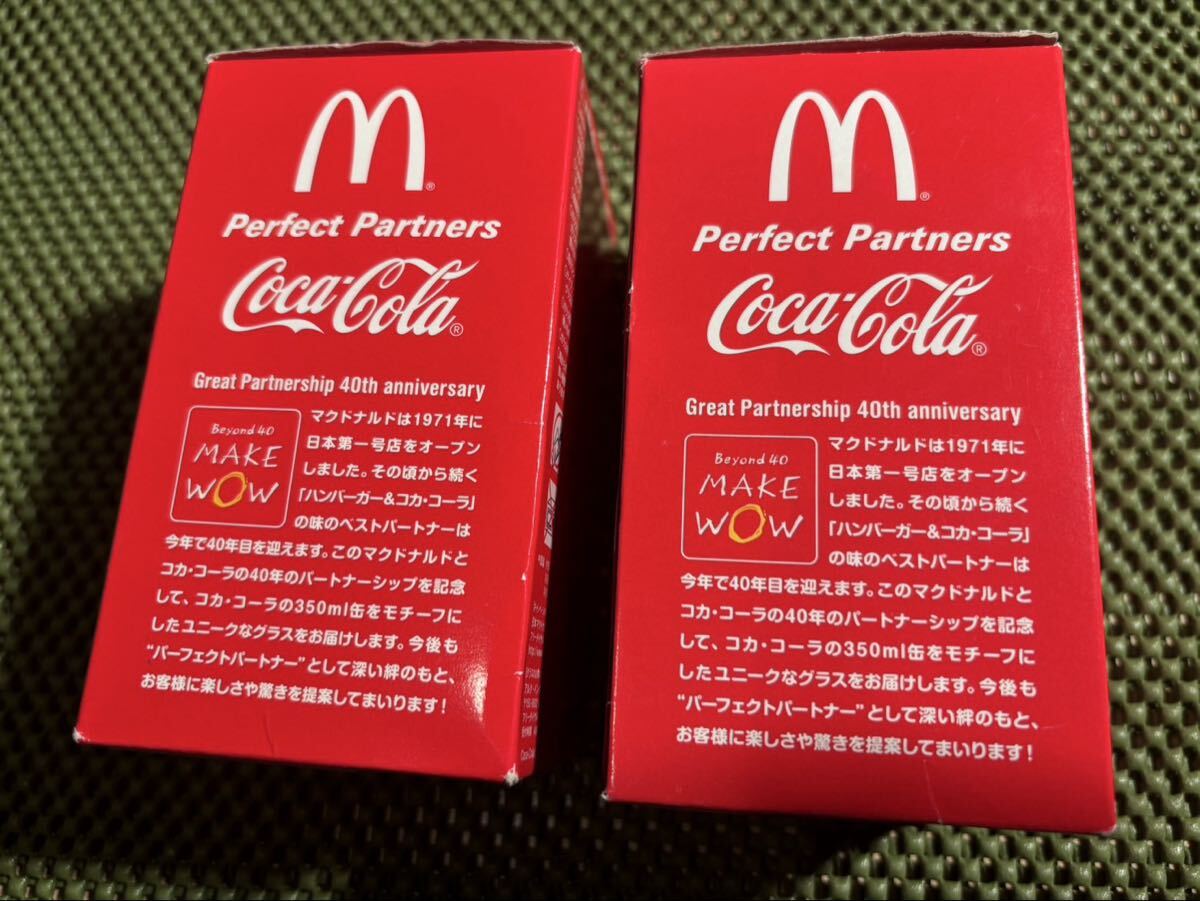 M®
Perfect Partners
Coca-Cola®
Great Partnership 40th anniversary
Beyond 40
MAKE
WOW
マクドナルドは1971年に
日本第一号店をオープン
しました。その頃から続く
「ハンバーガー&コカ・コーラ」
の味のベストパートナーは
今年で40年目を迎えます。このマクドナルドと
コカ・コーラの40年のパートナーシップを記念
して、コカ・コーラの350ml缶をモチーフに
したユニークなグラスをお届けします。今後も
“パーフェクトパートナー”として深い絆のもと、
お客様に楽しさや驚きを提案してまいります!
M®
Perfect Partners
Coca-Cola®
Great Partnership 40th anniversary
Beyond 40
MAKE
WOW
マクドナルドは1971年に
日本第一号店をオープン
しました。その頃から続く
「ハンバーガー&コカ・コーラ」
の味のベストパートナーは
今年で40年目を迎えます。このマクドナルドと
コカ・コーラの40年のパートナーシップを記念
して、コカ・コーラの350ml缶をモチーフに
したユニークなグラスをお届けします。今後も
“パーフェクトパートナー”として深い絆のもと、
お客様に楽しさや驚きを提案してまいります!